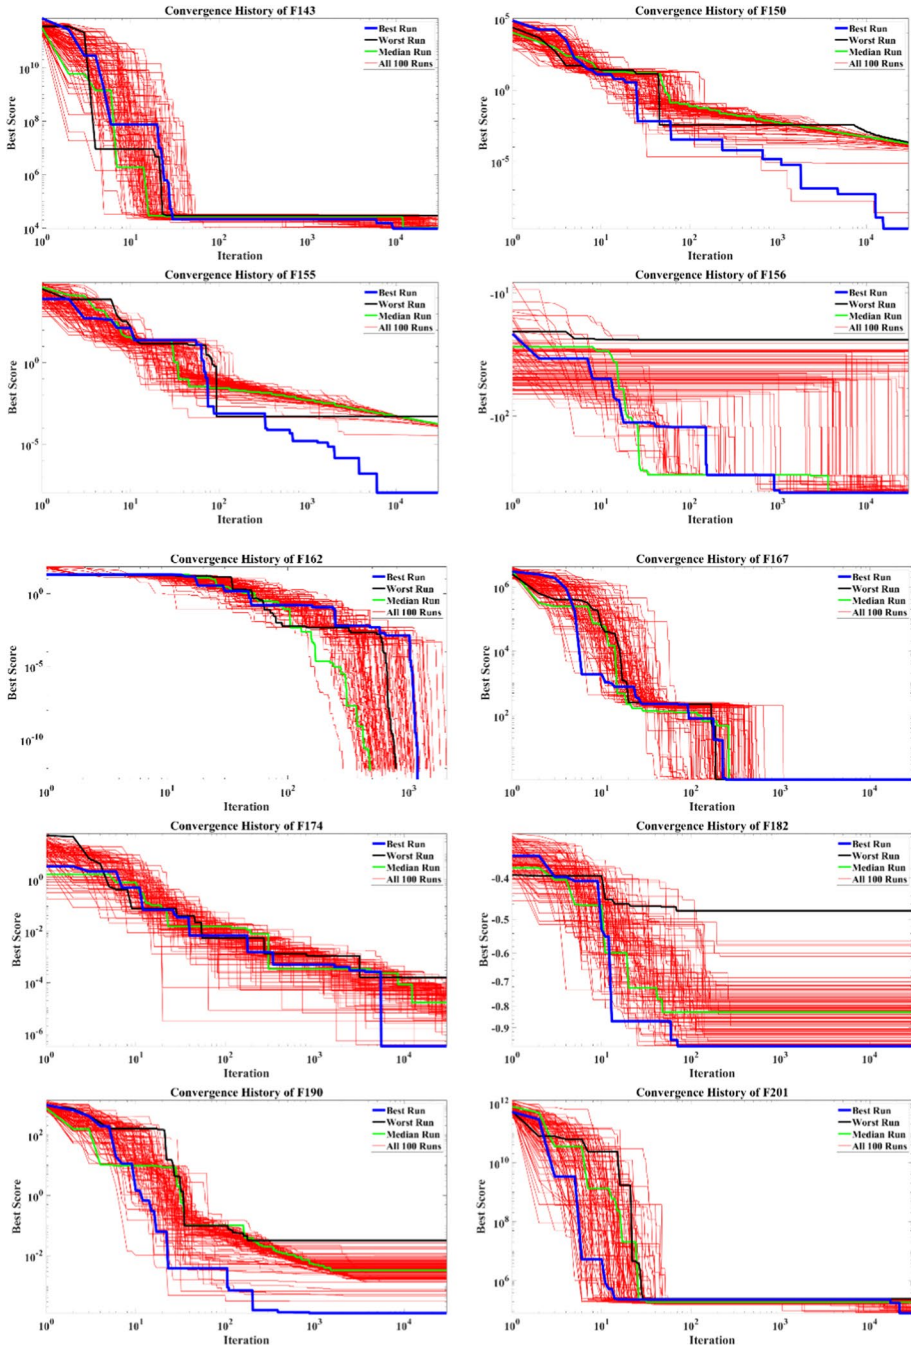 Convergence History of F143
Best Score
10^10
10^8
10^6
10^4
10^0 10^1 10^2 10^3 10^4
Iteration
Best Run
Worst Run
Median Run
All 100 Runs
Convergence History of F150
Best Score
10^5
10^0
10^-5
10^0 10^1 10^2 10^3 10^4
Iteration
Best Run
Worst Run
Median Run
All 100 Runs
Convergence History of F155
Best Score
10^0
10^-5
10^0 10^1 10^2 10^3 10^4
Iteration
Best Run
Worst Run
Median Run
All 100 Runs
Convergence History of F156
Best Score
-10^1
-10^2
10^0 10^1 10^2 10^3 10^4
Iteration
Best Run
Worst Run
Median Run
All 100 Runs
Convergence History of F162
Best Score
10^0
10^-5
10^-10
10^0 10^1 10^2 10^3
Iteration
Best Run
Worst Run
Median Run
All 100 Runs
Convergence History of F167
Best Score
10^6
10^4
10^2
10^0 10^1 10^2 10^3 10^4
Iteration
Best Run
Worst Run
Median Run
All 100 Runs
Convergence History of F174
Best Score
10^0
10^-2
10^-4
10^-6
10^0 10^1 10^2 10^3 10^4
Iteration
Best Run
Worst Run
Median Run
All 100 Runs
Convergence History of F182
Best Score
-0.4
-0.5
-0.6
-0.7
-0.8
-0.9
10^0 10^1 10^2 10^3 10^4
Iteration
Best Run
Worst Run
Median Run
All 100 Runs
Convergence History of F190
Best Score
10^2
10^0
10^-2
10^0 10^1 10^2 10^3 10^4
Iteration
Best Run
Worst Run
Median Run
All 100 Runs
Convergence History of F201
Best Score
10^12
10^10
10^8
10^6
10^0 10^1 10^2 10^3 10^4
Iteration
Best Run
Worst Run
Median Run
All 100 Runs